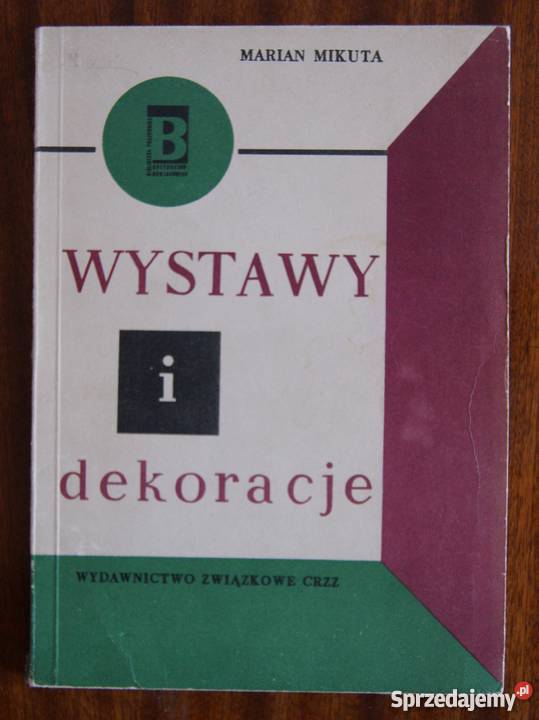 MARIAN MIKUTA
B
WYSTAWY
i
dekoracje
WYDAWNICTWO ZWIĄZKOWE CRZZ
Sprzedajemy.pl